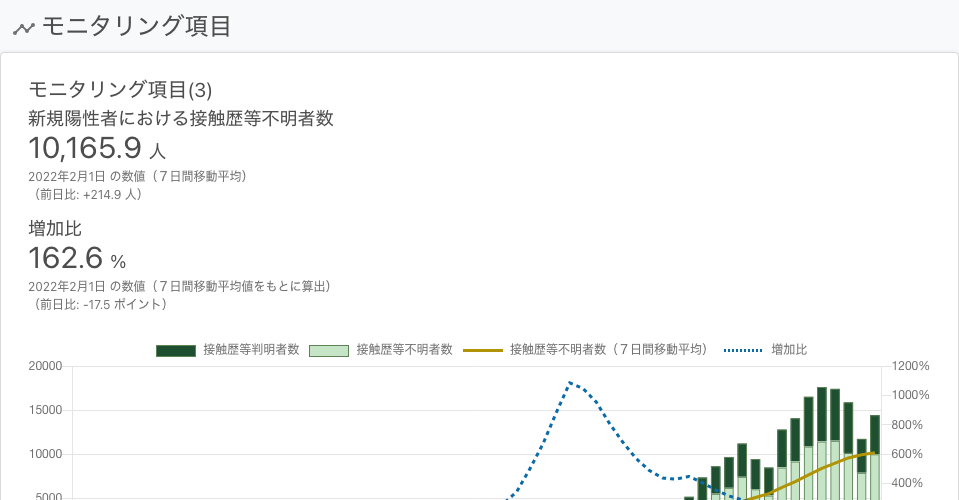 モニタリング項目
モニタリング項目(3)
新規陽性者における接触歴等不明者数
10,165.9 人
2022年2月1日 の数値（７日間移動平均）
（前日比: +214.9 人）
増加比
162.6 %
2022年2月1日 の数値（７日間移動平均値をもとに算出）
（前日比: -17.5 ポイント）
接触歴等判明者数 接触歴等不明者数 接触歴等不明者数（７日間移動平均） 増加比
20000 1200%
1000%
15000
800%
10000 600%
400%
5000